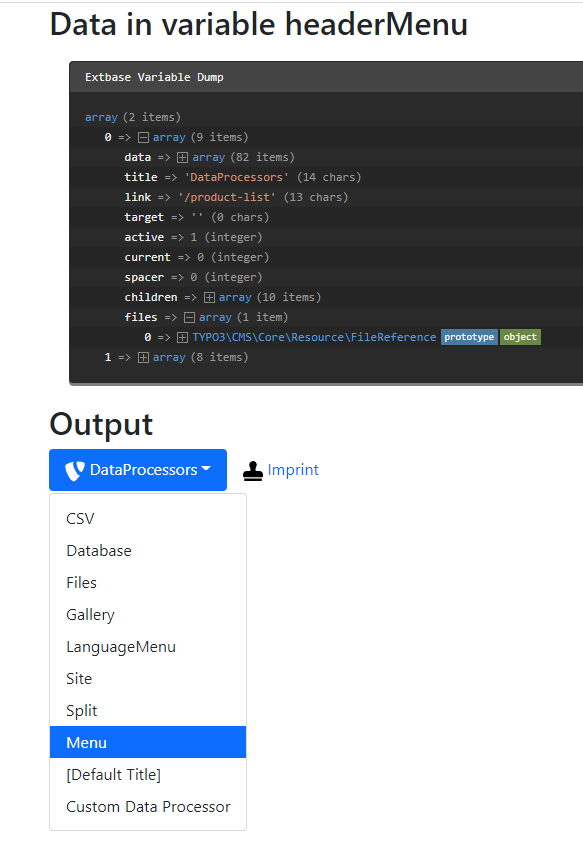 Data in variable headerMenu
Extbase Variable Dump
array (2 items)
0 => array (9 items)
data => array (82 items)
title => 'DataProcessors' (14 chars)
link => '/product-list' (13 chars)
target => '' (0 chars)
active => 1 (integer)
current => 0 (integer)
spacer => 0 (integer)
children => array (10 items)
files => array (1 item)
0 => TYPO3\CMS\Core\Resource\FileReference prototype object
1 => array (8 items)
Output
DataProcessors Imprint
CSV
Database
Files
Gallery
LanguageMenu
Site
Split
Menu
[Default Title]
Custom Data Processor